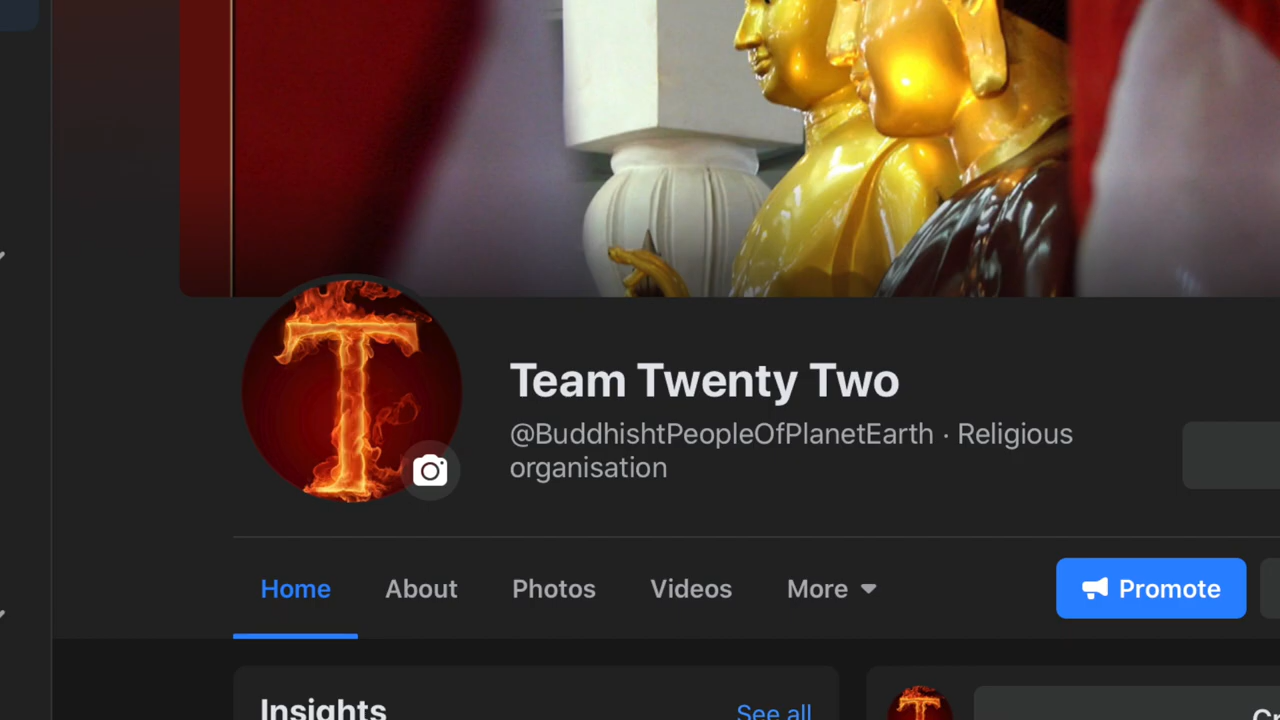 T
Team Twenty Two
@BuddhishtPeopleOfPlanetEarth · Religious
organisation
Home About Photos Videos More Promote
Insights See all
T